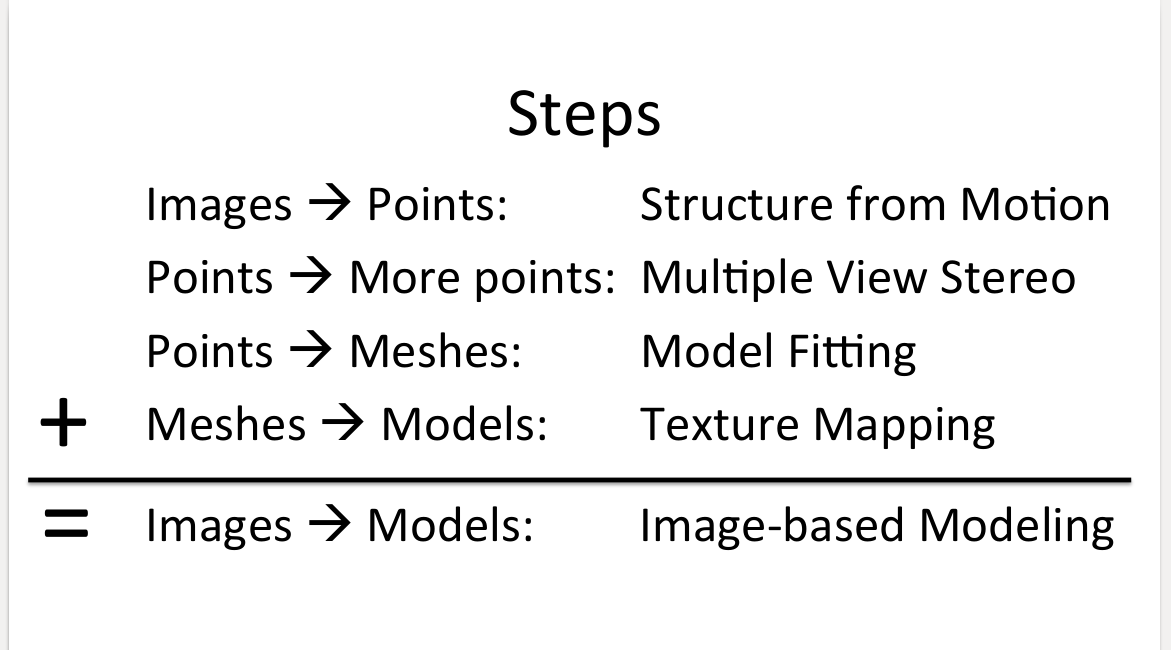 Steps
Images → Points: Structure from Motion
Points → More points: Multiple View Stereo
Points → Meshes: Model Fitting
+ Meshes → Models: Texture Mapping
= Images → Models: Image-based Modeling